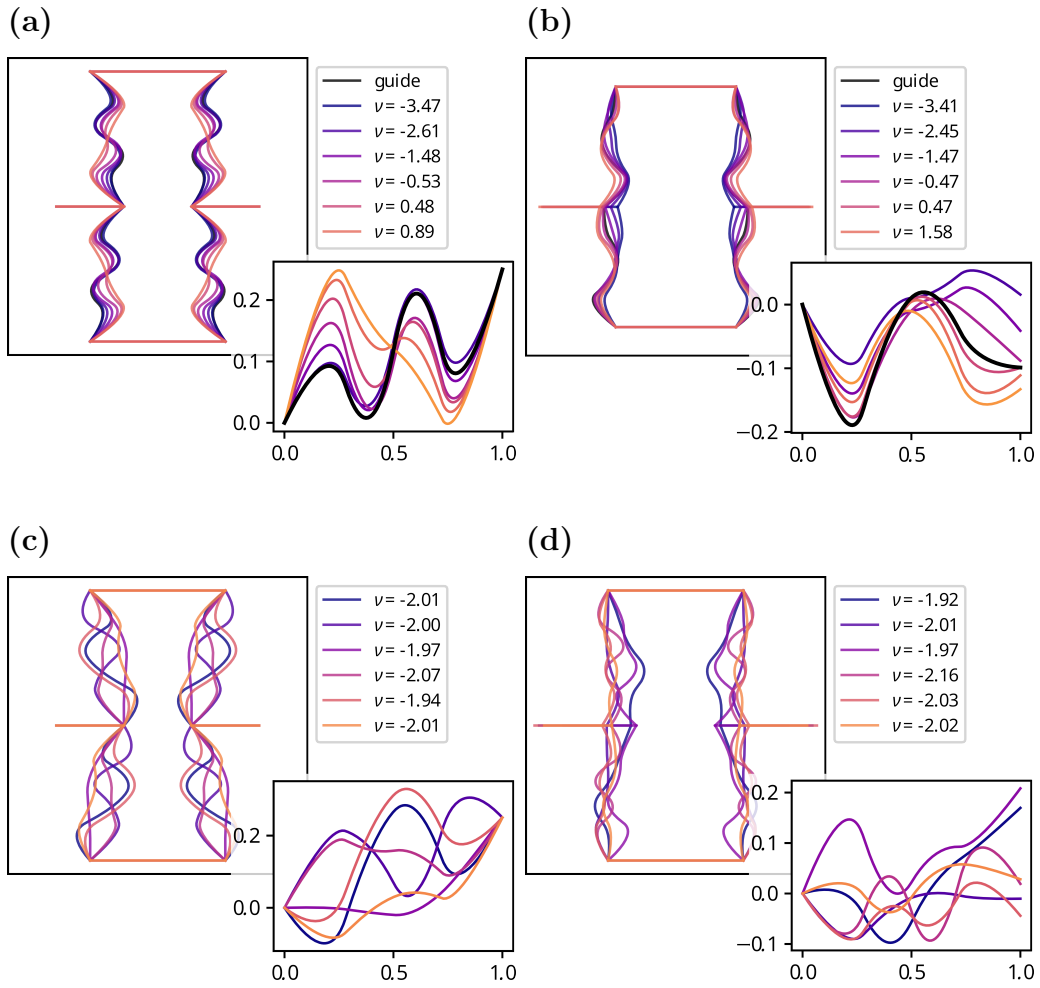 (a)
guide
ν = -3.47
ν = -2.61
ν = -1.48
ν = -0.53
ν = 0.48
ν = 0.89
0.2
0.1
0.0
0.0 0.5 1.0
(b)
guide
ν = -3.41
ν = -2.45
ν = -1.47
ν = -0.47
ν = 0.47
ν = 1.58
0.0
−0.1
−0.2
0.0 0.5 1.0
(c)
ν = -2.01
ν = -2.00
ν = -1.97
ν = -2.07
ν = -1.94
ν = -2.01
0.2
0.0
0.0 0.5 1.0
(d)
ν = -1.92
ν = -2.01
ν = -1.97
ν = -2.16
ν = -2.03
ν = -2.02
0.2
0.1
0.0
−0.1
0.0 0.5 1.0